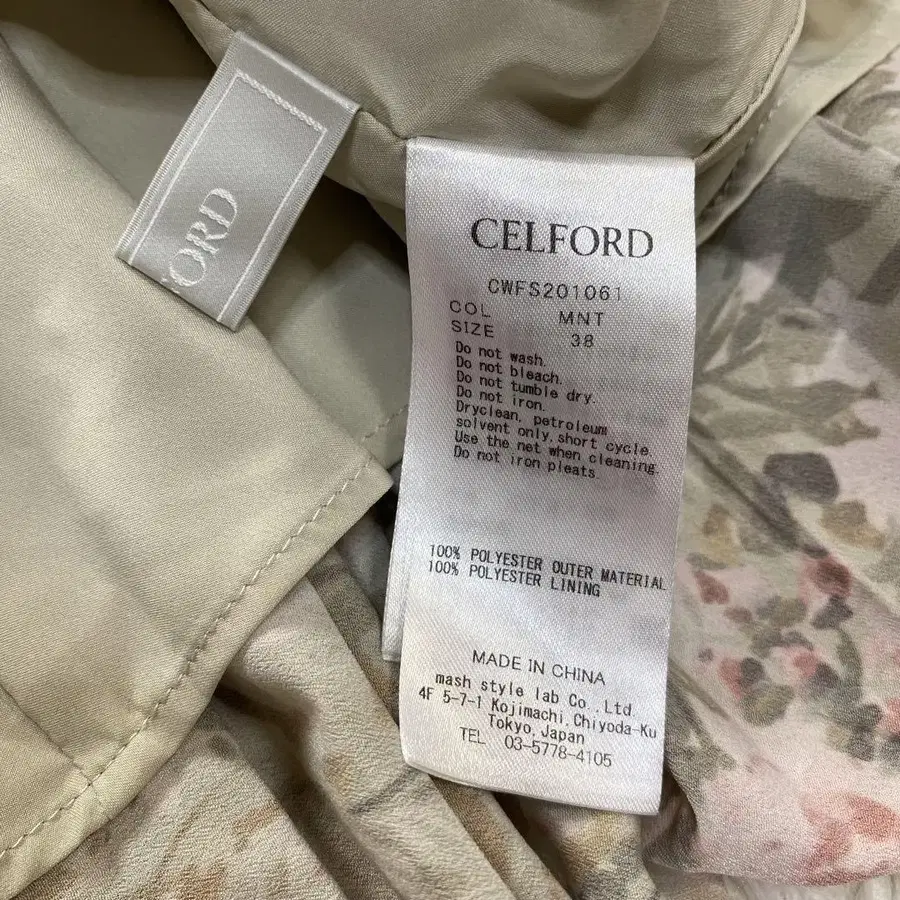 ORD
CELFORD
CWFS201061
COL MNT
SIZE 38
Do not wash.
Do not bleach.
Do not tumble dry.
Do not iron.
Dryclean, petroleum
solvent only,short cycle.
Use the net when cleaning.
Do not iron pleats.
100% POLYESTER OUTER MATERIAL
100% POLYESTER LINING
MADE IN CHINA
mash style lab Co.,Ltd.
4F 5-7-1 Kojimachi,Chiyoda-Ku
Tokyo,Japan
TEL 03-5778-4105